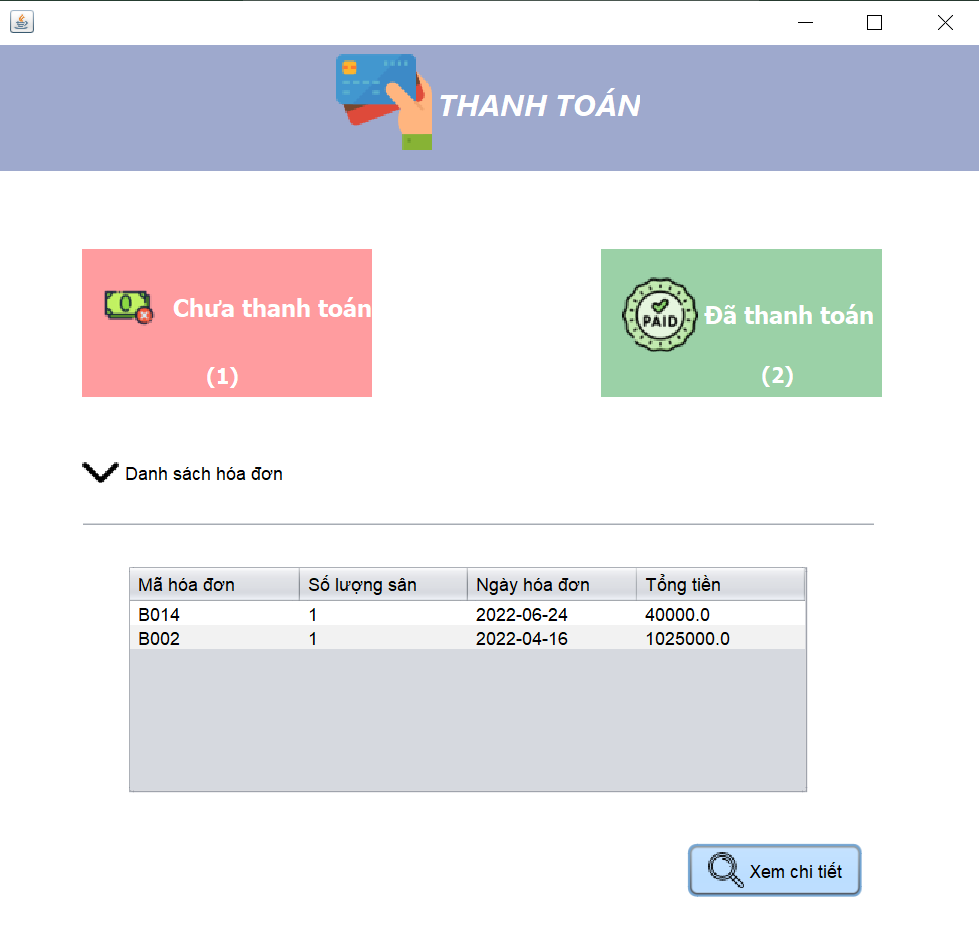 THANH TOÁN
Chưa thanh toán
(1)
PAID
Đã thanh toán
(2)
Danh sách hóa đơn
Mã hóa đơn Số lượng sân Ngày hóa đơn Tổng tiền
B014 1 2022-06-24 40000.0
B002 1 2022-04-16 1025000.0
Xem chi tiết